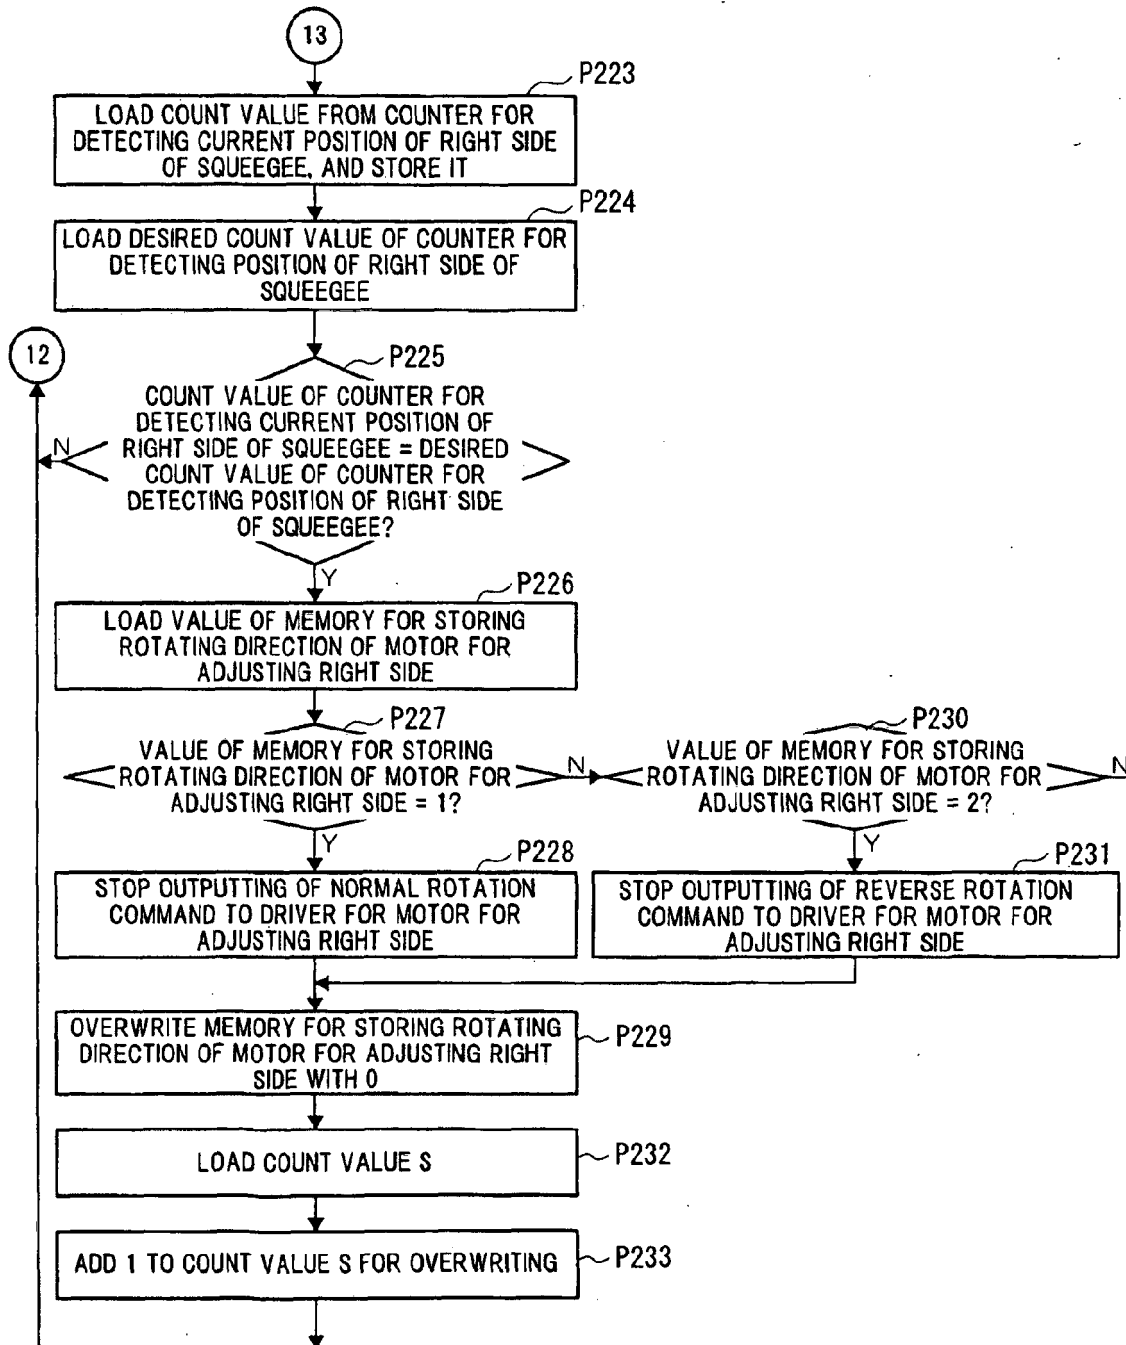 13
P223
LOAD COUNT VALUE FROM COUNTER FOR
DETECTING CURRENT POSITION OF RIGHT SIDE
OF SQUEEGEE, AND STORE IT
P224
LOAD DESIRED COUNT VALUE OF COUNTER FOR
DETECTING POSITION OF RIGHT SIDE OF
SQUEEGEE
12
P225
COUNT VALUE OF COUNTER FOR
DETECTING CURRENT POSITION OF
RIGHT SIDE OF SQUEEGEE = DESIRED
COUNT VALUE OF COUNTER FOR
DETECTING POSITION OF RIGHT SIDE
OF SQUEEGEE?
N
Y
P226
LOAD VALUE OF MEMORY FOR STORING
ROTATING DIRECTION OF MOTOR FOR
ADJUSTING RIGHT SIDE
P227
VALUE OF MEMORY FOR STORING
ROTATING DIRECTION OF MOTOR FOR
ADJUSTING RIGHT SIDE = 1?
N
Y
P230
VALUE OF MEMORY FOR STORING
ROTATING DIRECTION OF MOTOR FOR
ADJUSTING RIGHT SIDE = 2?
N
Y
P228
STOP OUTPUTTING OF NORMAL ROTATION
COMMAND TO DRIVER FOR MOTOR FOR
ADJUSTING RIGHT SIDE
P231
STOP OUTPUTTING OF REVERSE ROTATION
COMMAND TO DRIVER FOR MOTOR FOR
ADJUSTING RIGHT SIDE
OVERWRITE MEMORY FOR STORING ROTATING
DIRECTION OF MOTOR FOR ADJUSTING RIGHT
SIDE WITH 0
P229
LOAD COUNT VALUE S
P232
ADD 1 TO COUNT VALUE S FOR OVERWRITING
P233